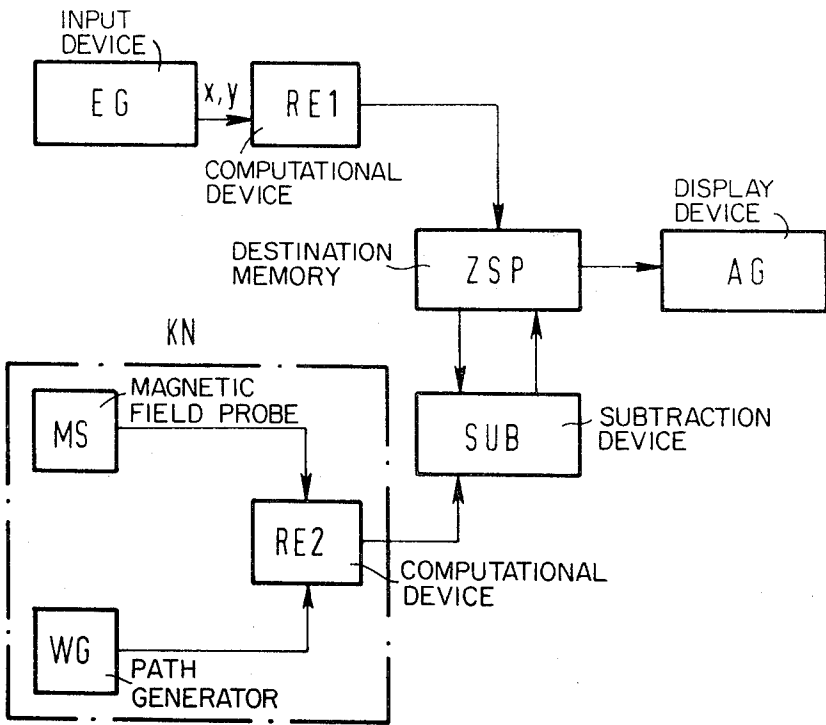 INPUT
DEVICE
EG
x,y
RE1
COMPUTATIONAL
DEVICE
DISPLAY
DEVICE
DESTINATION
MEMORY
ZSP
AG
KN
MAGNETIC
FIELD PROBE
MS
SUB
SUBTRACTION
DEVICE
RE2
COMPUTATIONAL
DEVICE
WG
PATH
GENERATOR